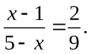 (x − 1)/(5 − x) = 2/9.